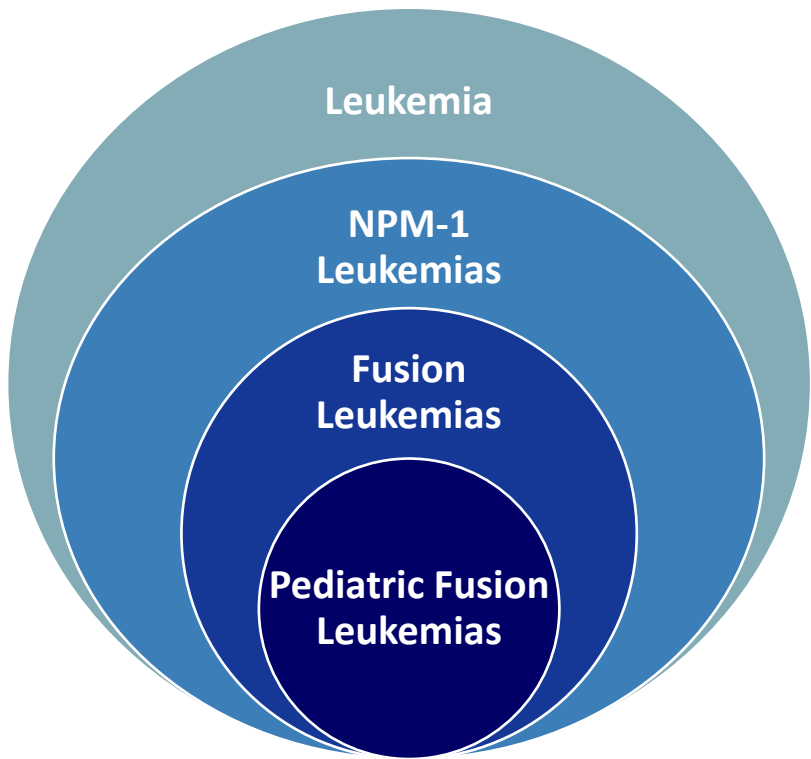 Leukemia
NPM-1
Leukemias
Fusion
Leukemias
Pediatric Fusion
Leukemias